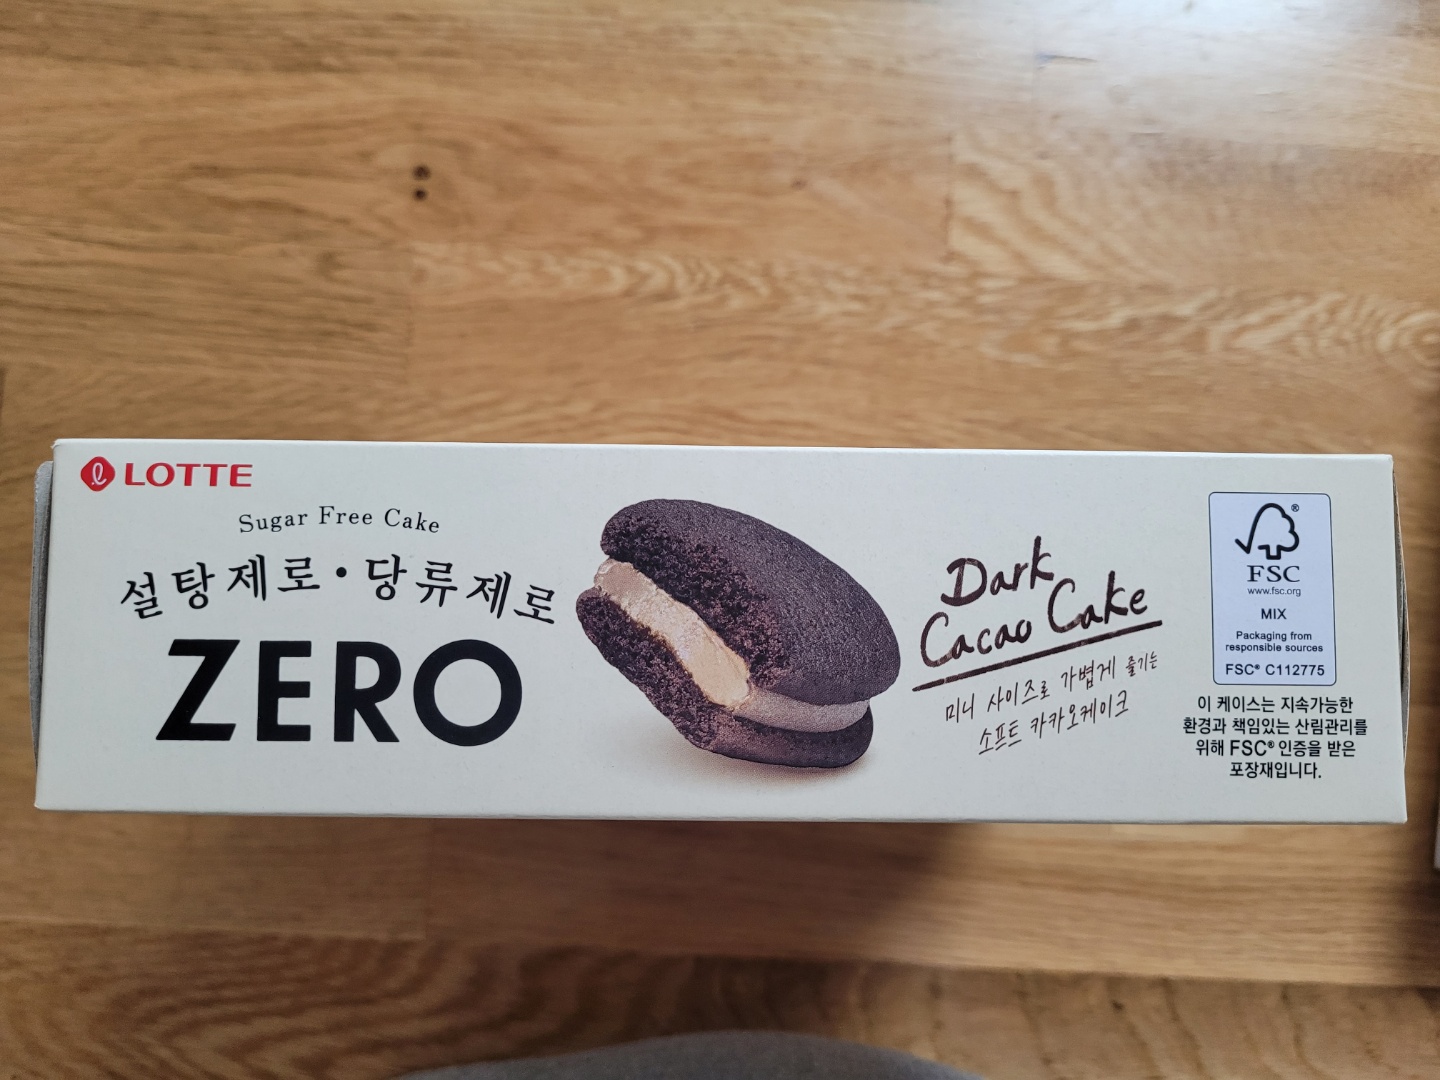 LOTTE
Sugar Free Cake
설탕제로·당류제로
ZERO
Dark
Cacao Cake
미니 사이즈로 가볍게 즐기는
소프트 카카오케이크
FSC
www.fsc.org
MIX
Packaging from
responsible sources
FSC® C112775
이 케이스는 지속가능한
환경과 책임있는 산림관리를
위해 FSC® 인증을 받은
포장재입니다.